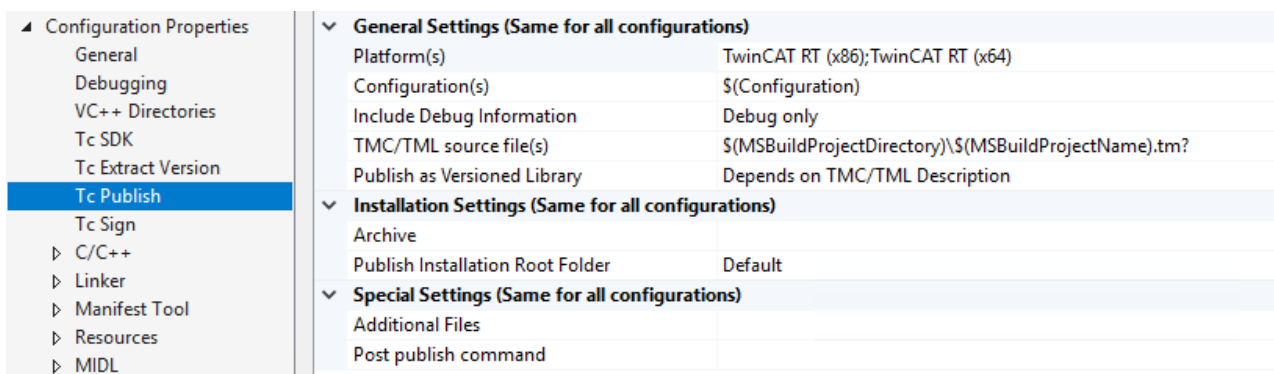 Configuration Properties
General
Debugging
VC++ Directories
Tc SDK
Tc Extract Version
Tc Publish
Tc Sign
C/C++
Linker
Manifest Tool
Resources
MIDL
General Settings (Same for all configurations)
Platform(s) TwinCAT RT (x86);TwinCAT RT (x64)
Configuration(s) $(Configuration)
Include Debug Information Debug only
TMC/TML source file(s) $(MSBuildProjectDirectory)\$(MSBuildProjectName).tm?
Publish as Versioned Library Depends on TMC/TML Description
Installation Settings (Same for all configurations)
Archive
Publish Installation Root Folder Default
Special Settings (Same for all configurations)
Additional Files
Post publish command